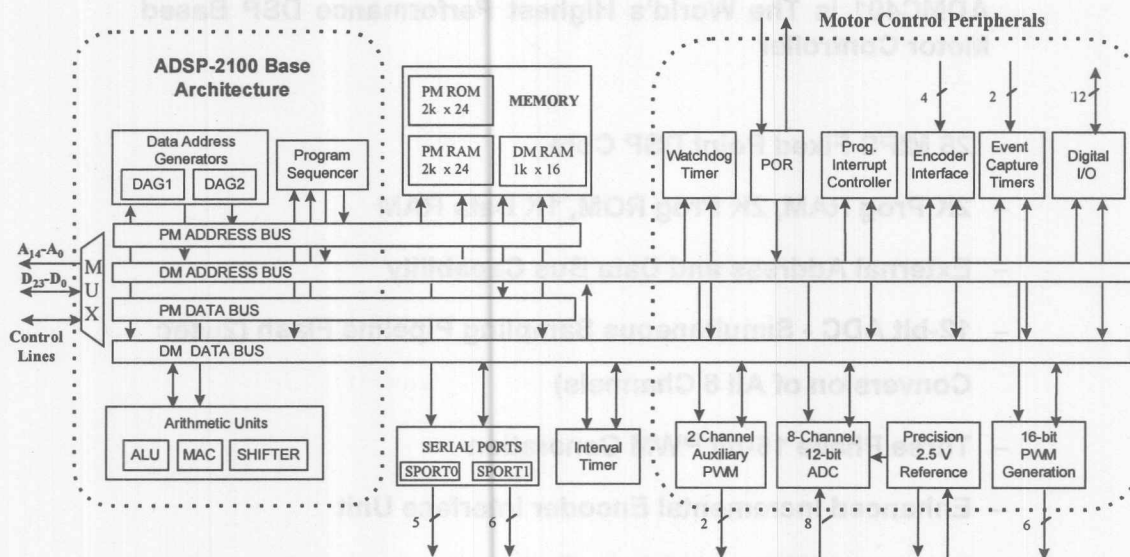 Motor Control Peripherals
ADSP-2100 Base
Architecture
Data Address
Generators
DAG1
DAG2
Program
Sequencer
PM ROM
2k x 24
MEMORY
PM RAM
2k x 24
DM RAM
1k x 16
4
2
12
Watchdog
Timer
POR
Prog.
Interrupt
Controller
Encoder
Interface
Event
Capture
Timers
Digital
I/O
PM ADDRESS BUS
DM ADDRESS BUS
PM DATA BUS
DM DATA BUS
A14-A0
D23-D0
Control
Lines
M
U
X
Arithmetic Units
ALU
MAC
SHIFTER
SERIAL PORTS
SPORT0
SPORT1
Interval
Timer
2 Channel
Auxiliary
PWM
8-Channel
12-bit
ADC
Precision
2.5 V
Reference
16-bit
PWM
Generation
5
6
2
8
6